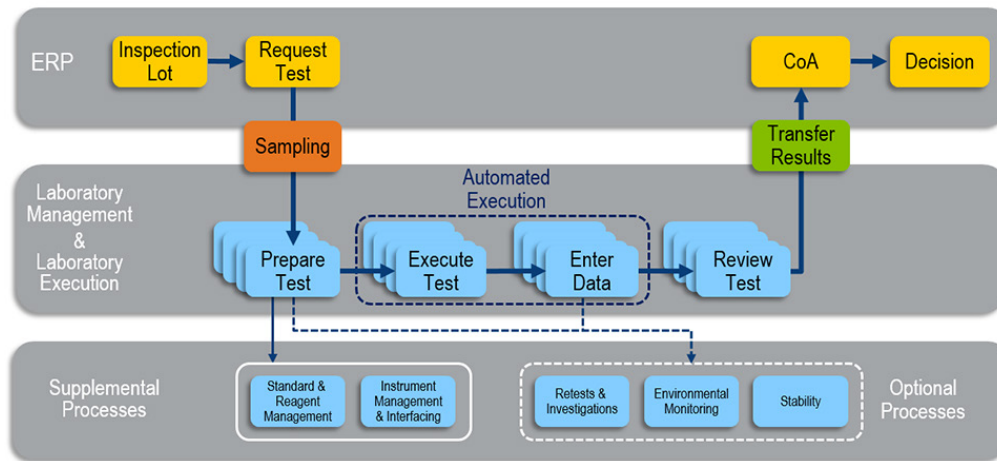 ERP
Inspection
Lot
Request
Test
CoA
Decision
Sampling
Transfer
Results
Laboratory
Management
&
Laboratory
Execution
Automated
Execution
Prepare
Test
Execute
Test
Enter
Data
Review
Test
Supplemental
Processes
Standard &
Reagent
Management
Instrument
Management
& Interfacing
Retests &
Investigations
Environmental
Monitoring
Stability
Optional
Processes